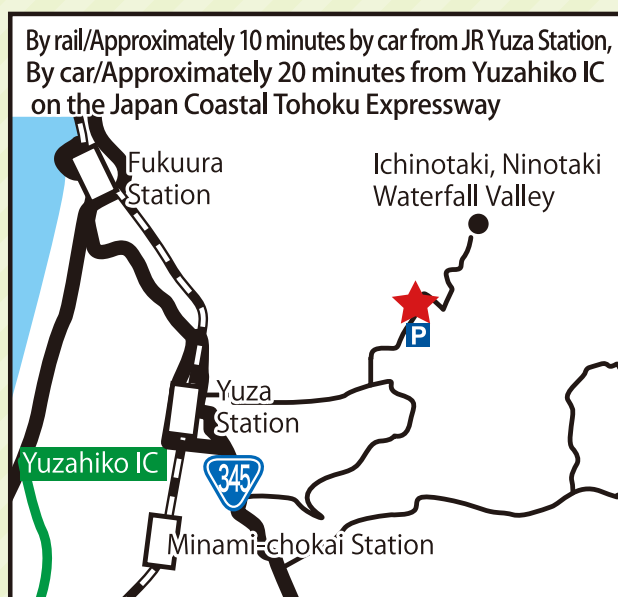 By rail/Approximately 10 minutes by car from JR Yuza Station,
By car/Approximately 20 minutes from Yuzahiko IC
on the Japan Coastal Tohoku Expressway
Fukuura
Station
Ichinotaki, Ninotaki
Waterfall Valley
P
Yuza
Station
Yuzahiko IC
345
Minami-chokai Station